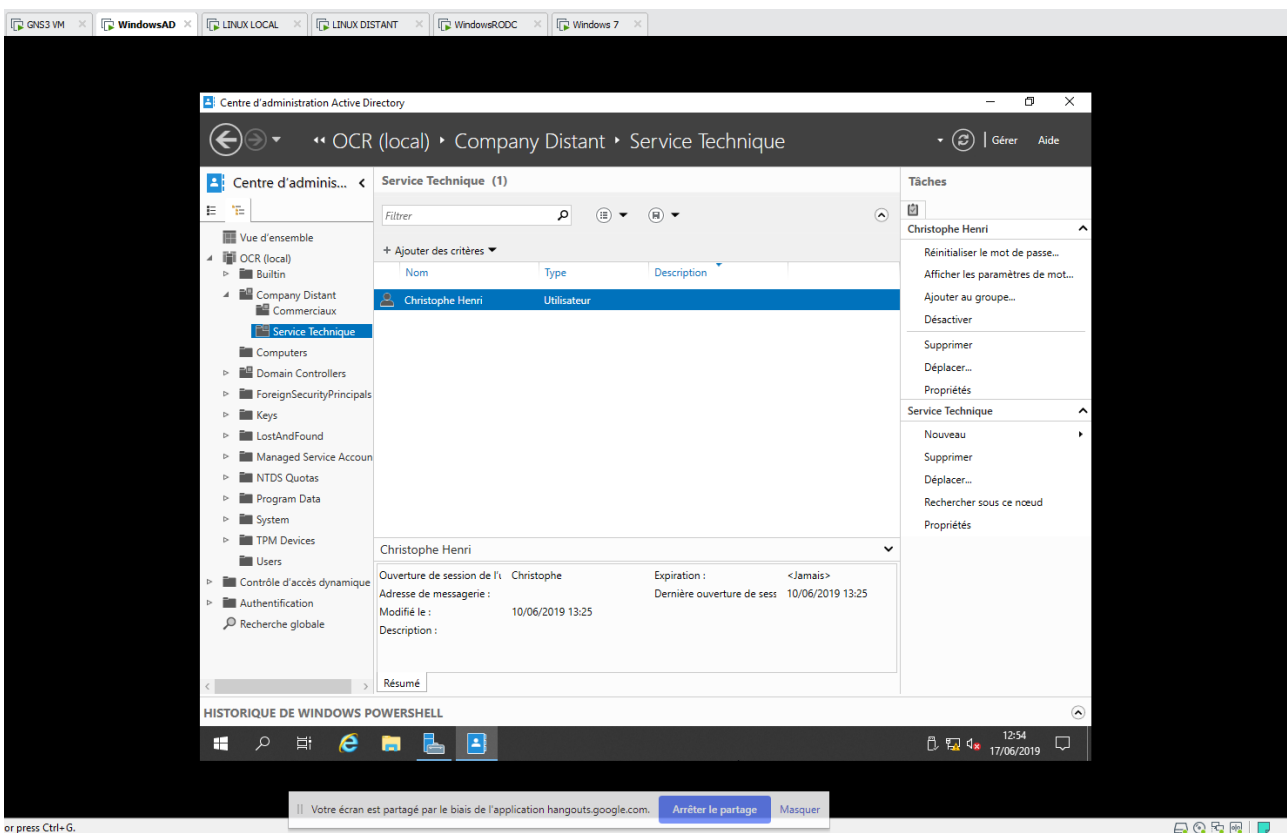 GNS3 VM
WindowsAD
LINUX LOCAL
LINUX DISTANT
WindowsRODC
Windows 7
Centre d'administration Active Directory
OCR (local) Company Distant Service Technique
Gérer Aide
Centre d'adminis...
Vue d'ensemble
OCR (local)
Builtin
Company Distant
Commerciaux
Service Technique
Computers
Domain Controllers
ForeignSecurityPrincipals
Keys
LostAndFound
Managed Service Accoun
NTDS Quotas
Program Data
System
TPM Devices
Users
Contrôle d'accès dynamique
Authentification
Recherche globale
Service Technique (1)
Filtrer
+ Ajouter des critères
Nom Type Description
Christophe Henri Utilisateur
Christophe Henri
Ouverture de session de l'u Christophe Expiration : <Jamais>
Adresse de messagerie : Dernière ouverture de sess 10/06/2019 13:25
Modifié le : 10/06/2019 13:25
Description :
Résumé
Tâches
Christophe Henri
Réinitialiser le mot de passe...
Afficher les paramètres de mot...
Ajouter au groupe...
Désactiver
Supprimer
Déplacer...
Propriétés
Service Technique
Nouveau
Supprimer
Déplacer...
Rechercher sous ce nœud
Propriétés
HISTORIQUE DE WINDOWS POWERSHELL
12:54
17/06/2019
Votre écran est partagé par le biais de l'application hangouts.google.com. Arrêter le partage Masquer
or press Ctrl+G.